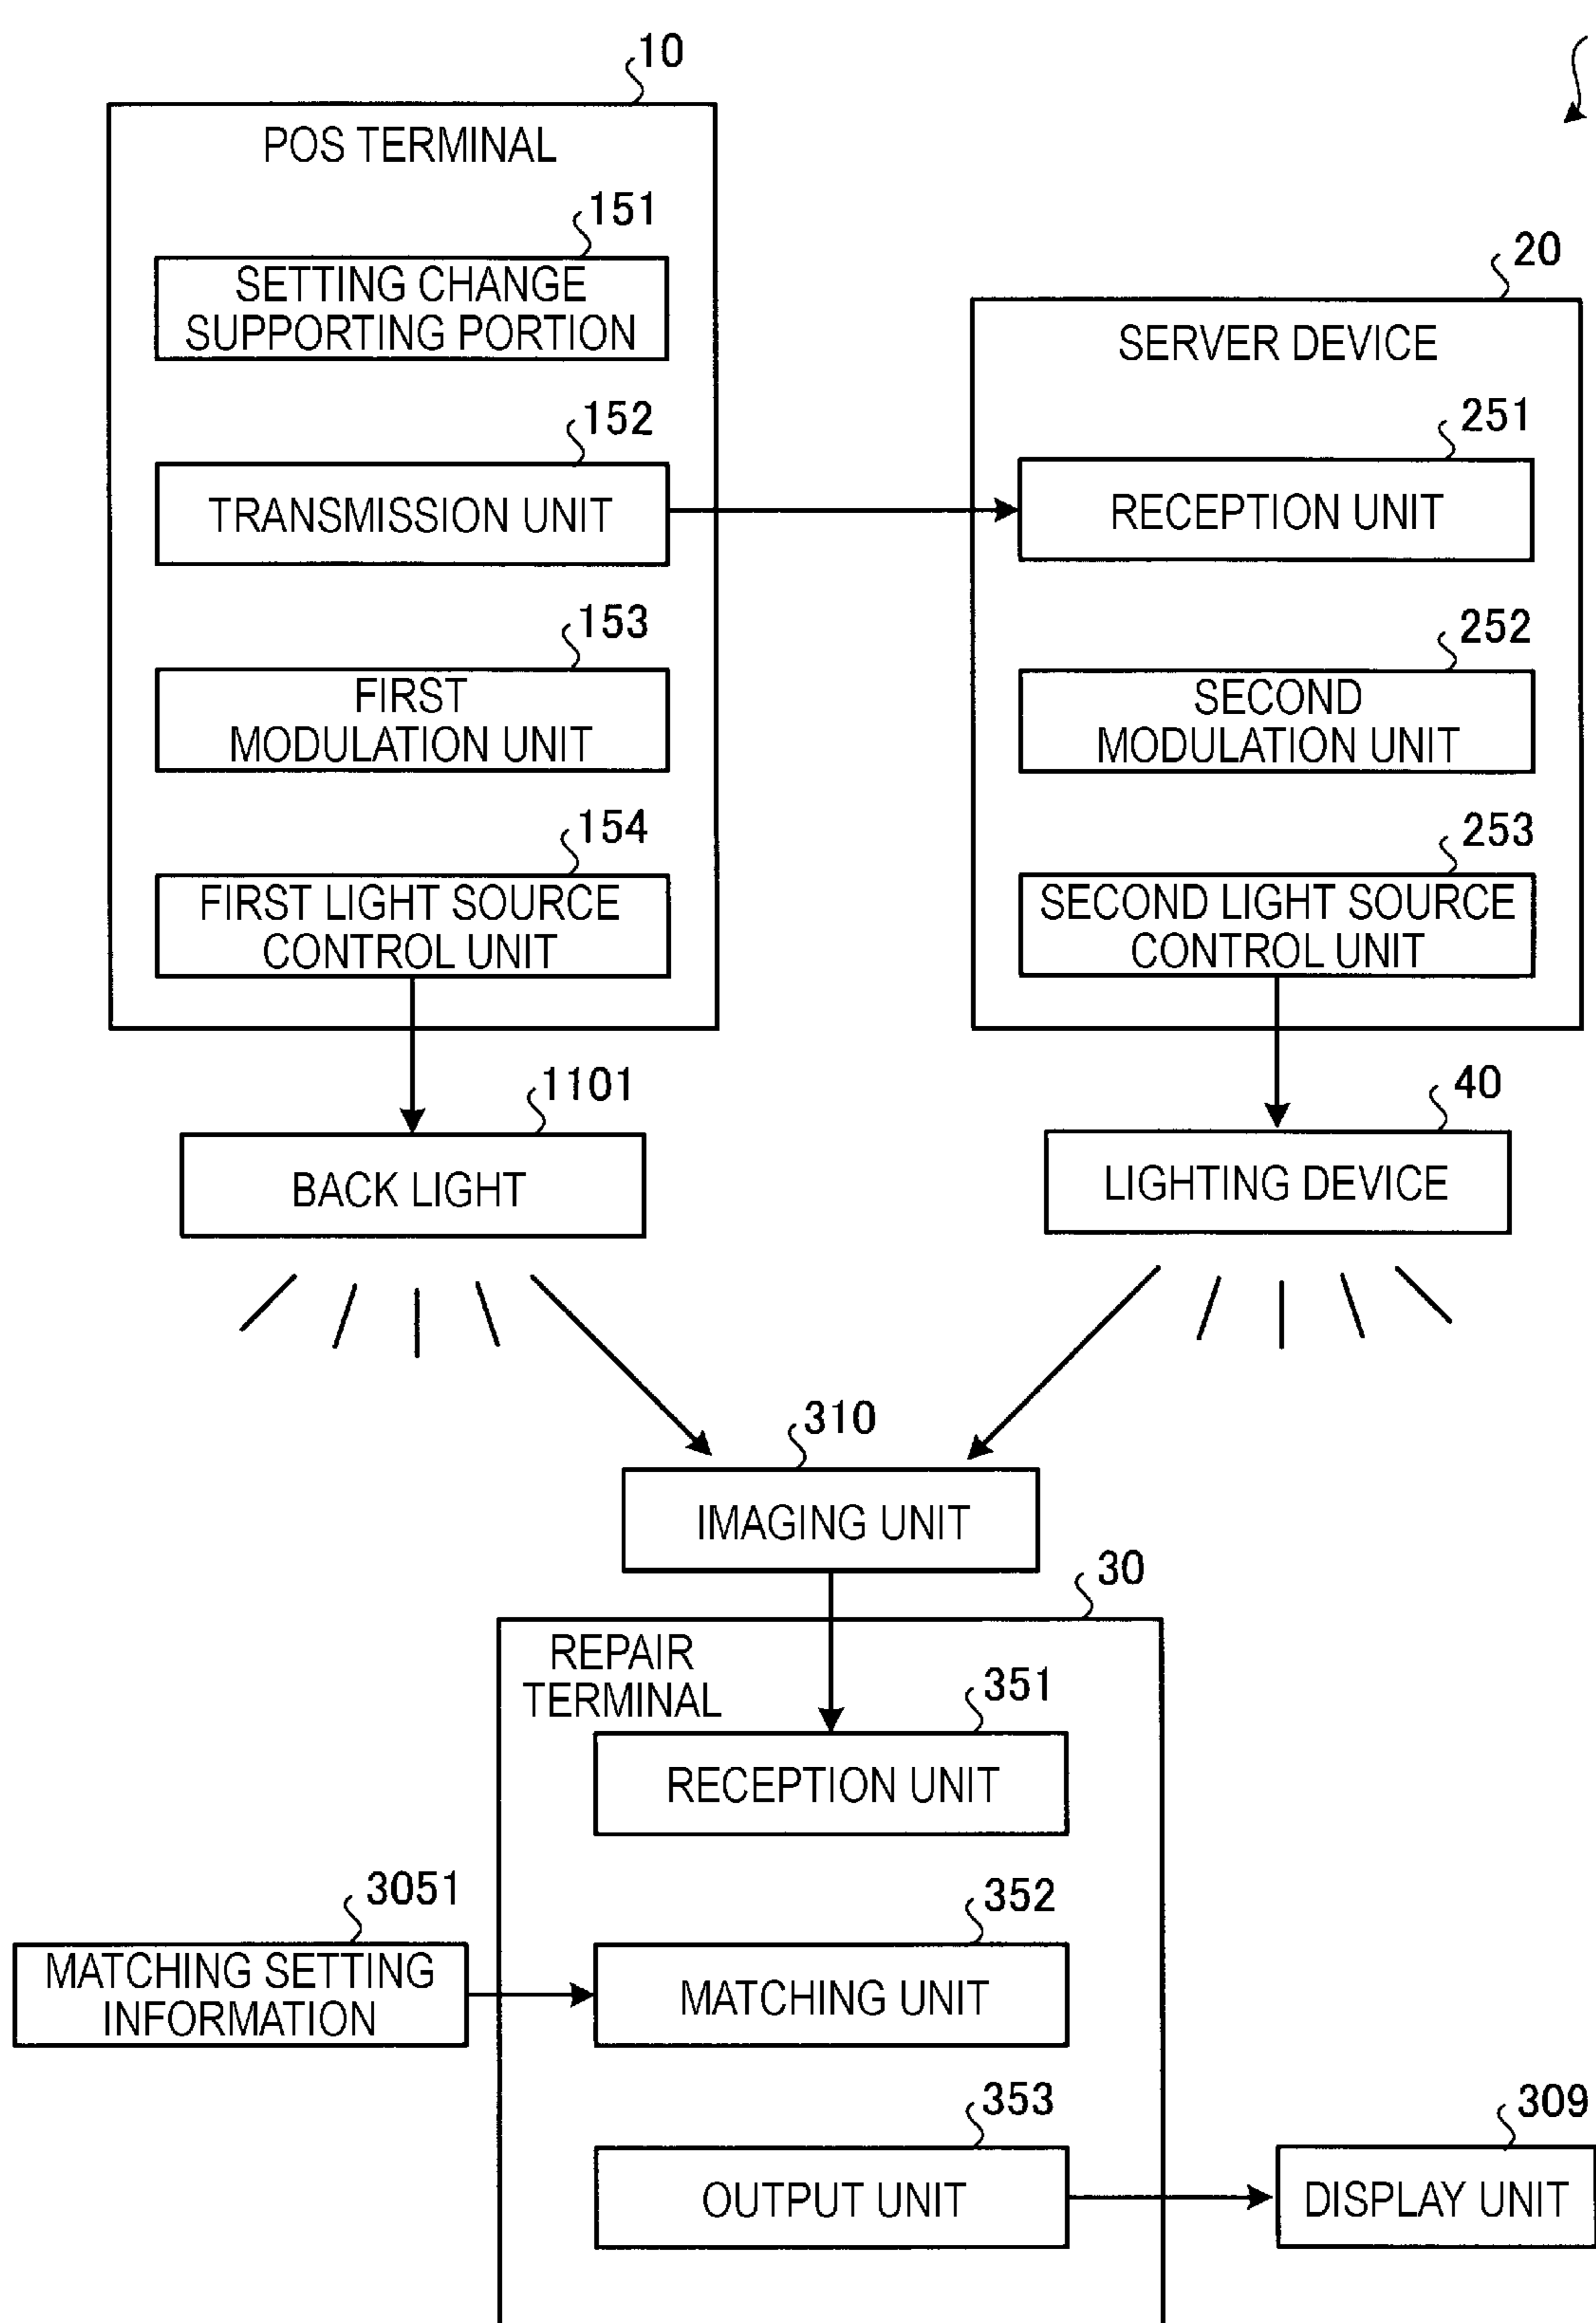 10
POS TERMINAL
151
SETTING CHANGE
SUPPORTING PORTION
152
TRANSMISSION UNIT
153
FIRST
MODULATION UNIT
154
FIRST LIGHT SOURCE
CONTROL UNIT
20
SERVER DEVICE
251
RECEPTION UNIT
252
SECOND
MODULATION UNIT
253
SECOND LIGHT SOURCE
CONTROL UNIT
1101
BACK LIGHT
40
LIGHTING DEVICE
310
IMAGING UNIT
30
REPAIR
TERMINAL
351
RECEPTION UNIT
3051
MATCHING SETTING
INFORMATION
352
MATCHING UNIT
353
OUTPUT UNIT
309
DISPLAY UNIT